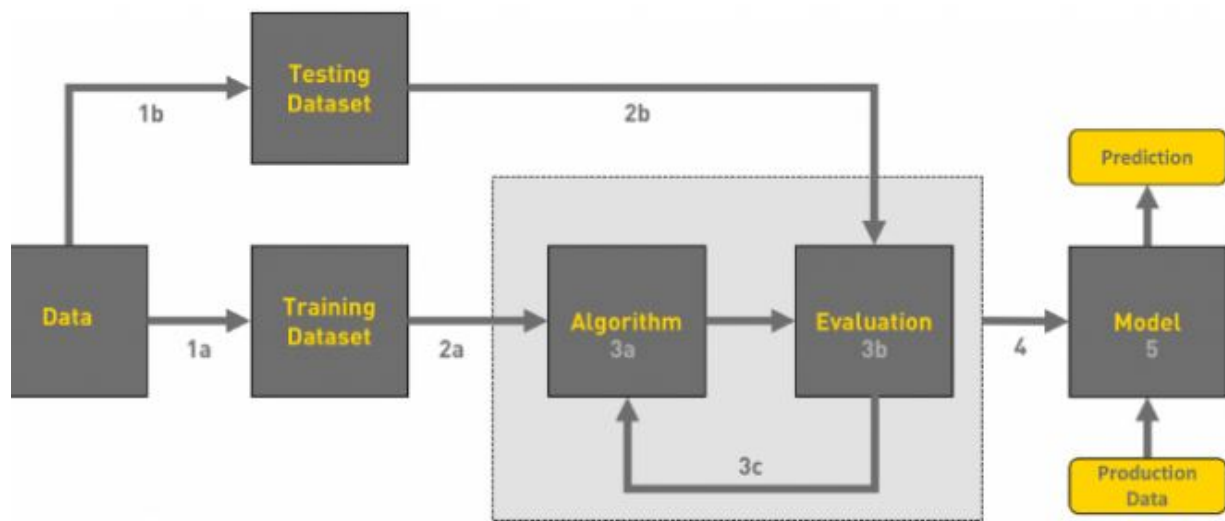 Testing
Dataset
1b
2b
Prediction
Data
Training
Dataset
Algorithm
3a
Evaluation
3b
Model
5
1a
2a
4
3c
Production
Data